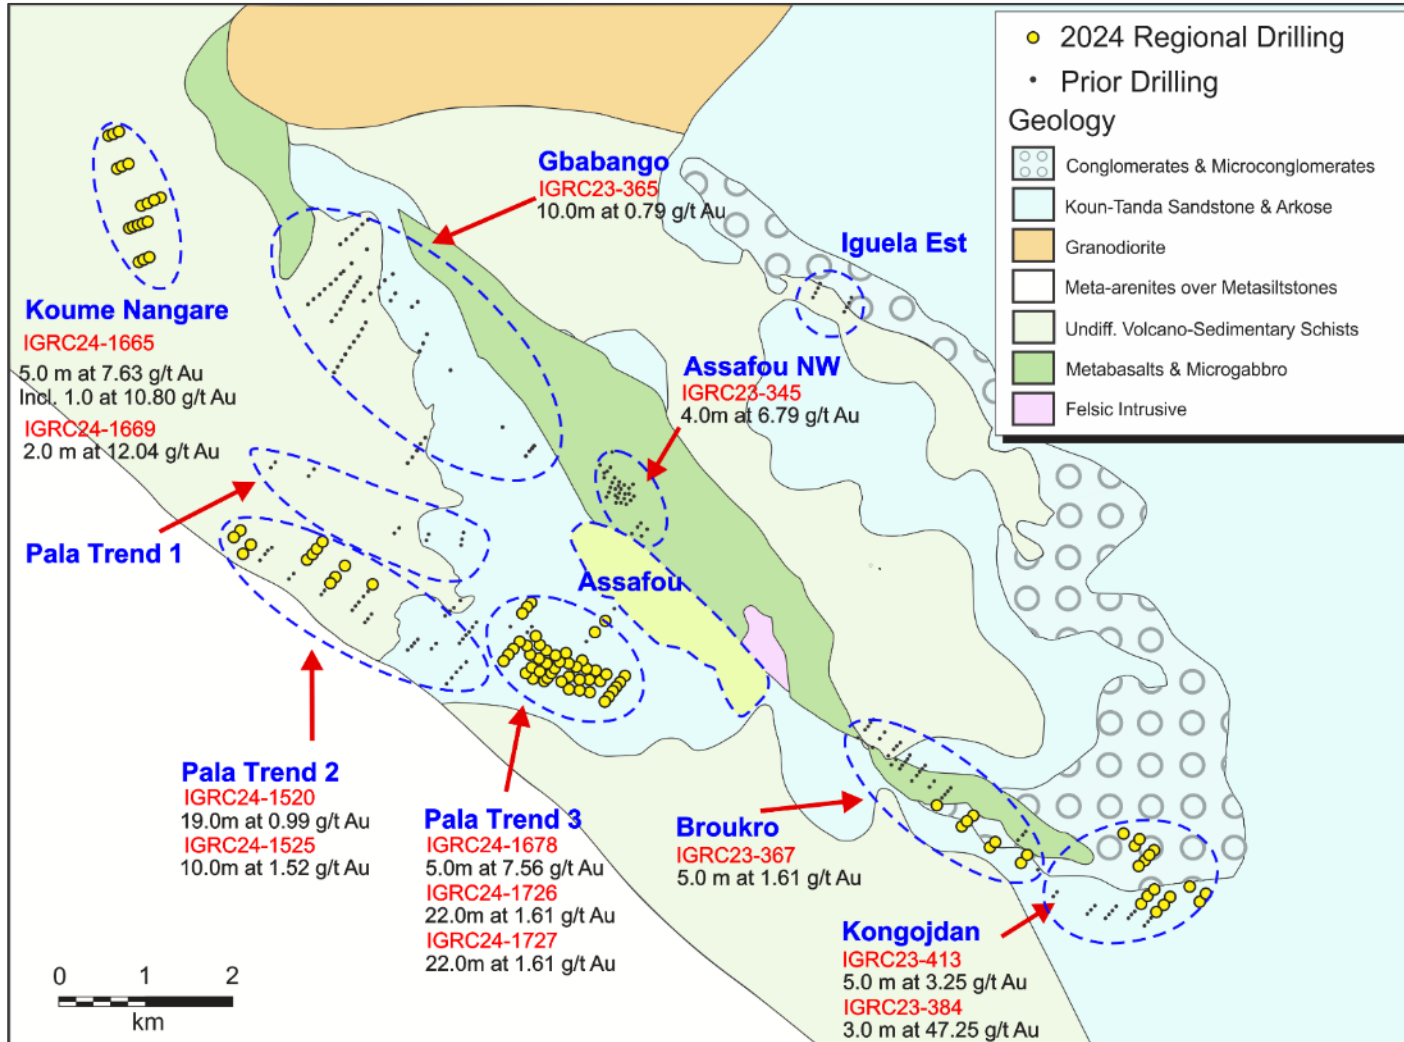 2024 Regional Drilling
Prior Drilling
Geology
Conglomerates & Microconglomerates
Koun-Tanda Sandstone & Arkose
Granodiorite
Meta-arenites over Metasiltstones
Undiff. Volcano-Sedimentary Schists
Metabasalts & Microgabbro
Felsic Intrusive
Gbabango
IGRC23-365
10.0m at 0.79 g/t Au
Iguela Est
Koume Nangare
IGRC24-1665
5.0 m at 7.63 g/t Au
Incl. 1.0 at 10.80 g/t Au
IGRC24-1669
2.0 m at 12.04 g/t Au
Assafou NW
IGRC23-345
4.0m at 6.79 g/t Au
Pala Trend 1
Assafou
Pala Trend 2
IGRC24-1520
19.0m at 0.99 g/t Au
IGRC24-1525
10.0m at 1.52 g/t Au
Pala Trend 3
IGRC24-1678
5.0m at 7.56 g/t Au
IGRC24-1726
22.0m at 1.61 g/t Au
IGRC24-1727
22.0m at 1.61 g/t Au
Broukro
IGRC23-367
5.0 m at 1.61 g/t Au
Kongojdan
IGRC23-413
5.0 m at 3.25 g/t Au
IGRC23-384
3.0 m at 47.25 g/t Au
0 1 2
km